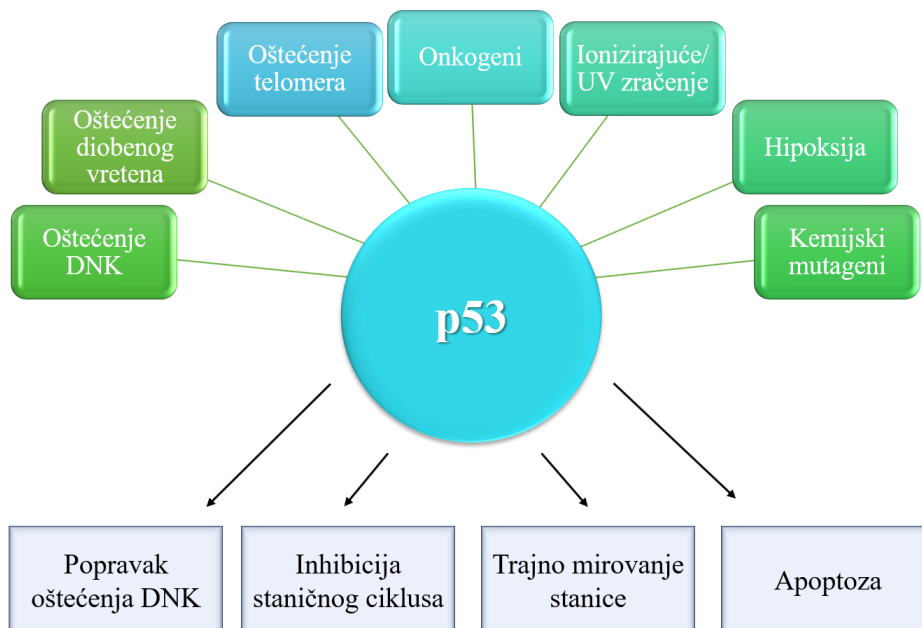 Oštećenje
telomera
Onkogeni
Ionizirajuće/
UV zračenje
Oštećenje
diobenog
vretena
Hipoksija
Oštećenje
DNK
Kemijski
mutageni
p53
Popravak
oštećenja DNK
Inhibicija
staničnog ciklusa
Trajno mirovanje
stanice
Apoptoza